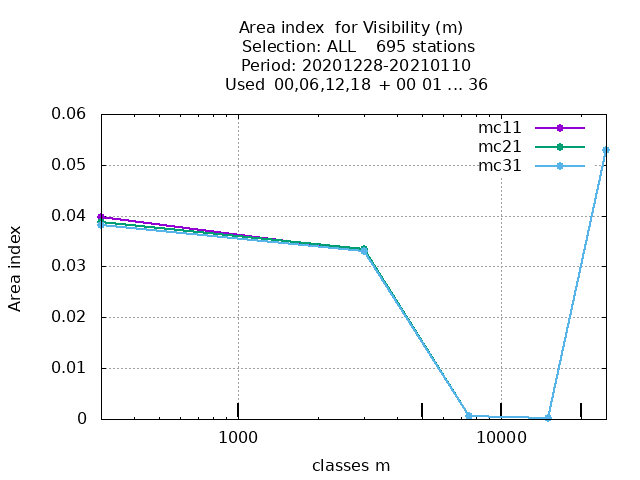 Area index  for Visibility (m)
Selection: ALL    695 stations
Period: 20201228-20210110
Used  00,06,12,18  + 00 01 ... 36
mc11
mc21
mc31
0.06
0.05
0.04
0.03
0.02
0.01
0
Area index
1000
10000
classes m